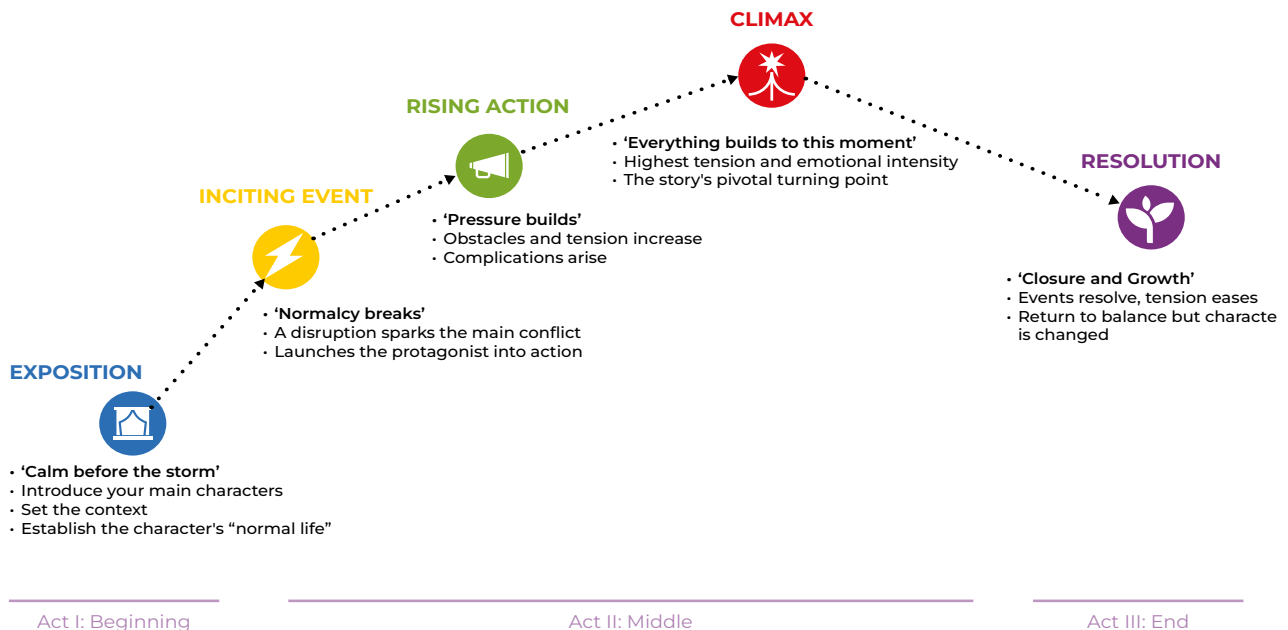 CLIMAX
RISING ACTION
• ‘Everything builds to this moment’
• Highest tension and emotional intensity
• The story's pivotal turning point
RESOLUTION
INCITING EVENT
• ‘Pressure builds’
• Obstacles and tension increase
• Complications arise
• ‘Closure and Growth’
• Events resolve, tension eases
• Return to balance but characte
is changed
• ‘Normalcy breaks’
• A disruption sparks the main conflict
• Launches the protagonist into action
EXPOSITION
• ‘Calm before the storm’
• Introduce your main characters
• Set the context
• Establish the character's “normal life”
Act I: Beginning
Act II: Middle
Act III: End